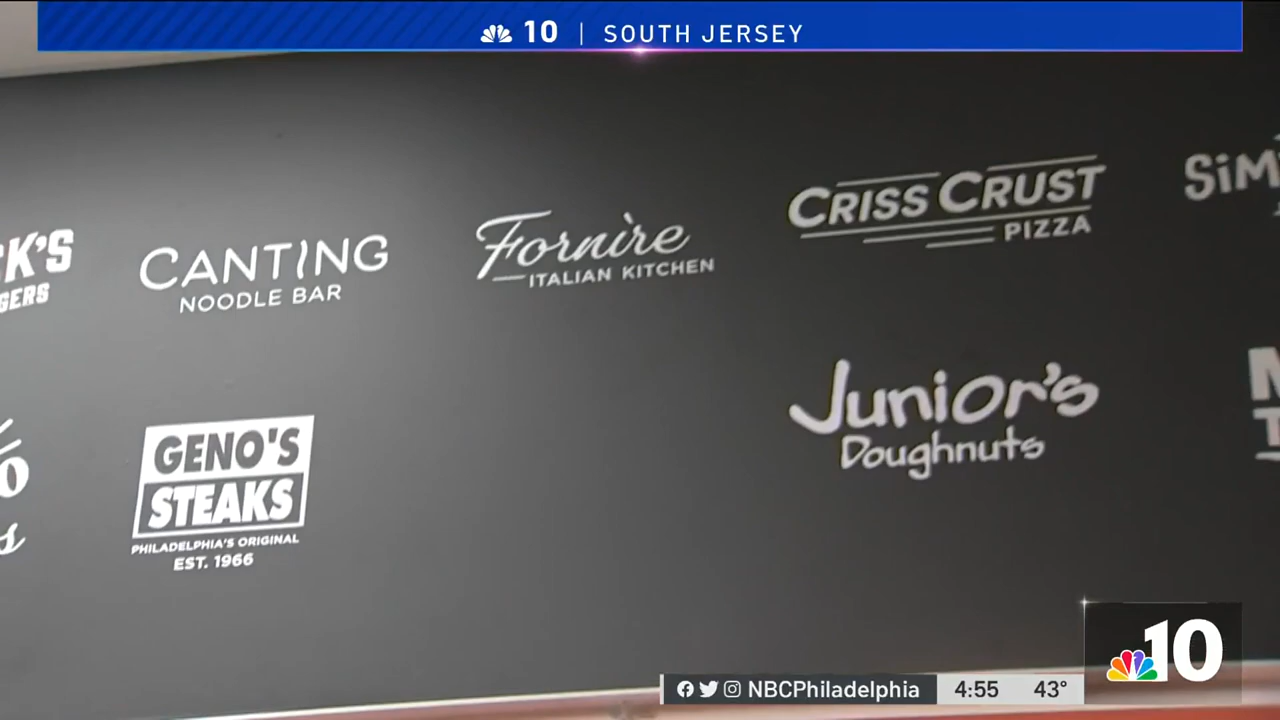 10 | SOUTH JERSEY
CANTING
NOODLE BAR
Fornire
ITALIAN KITCHEN
CRISS CRUST
PIZZA
GENO'S
STEAKS
PHILADELPHIA'S ORIGINAL
EST. 1966
Junior's
Doughnuts
NBCPhiladelphia
4:55 43°
10